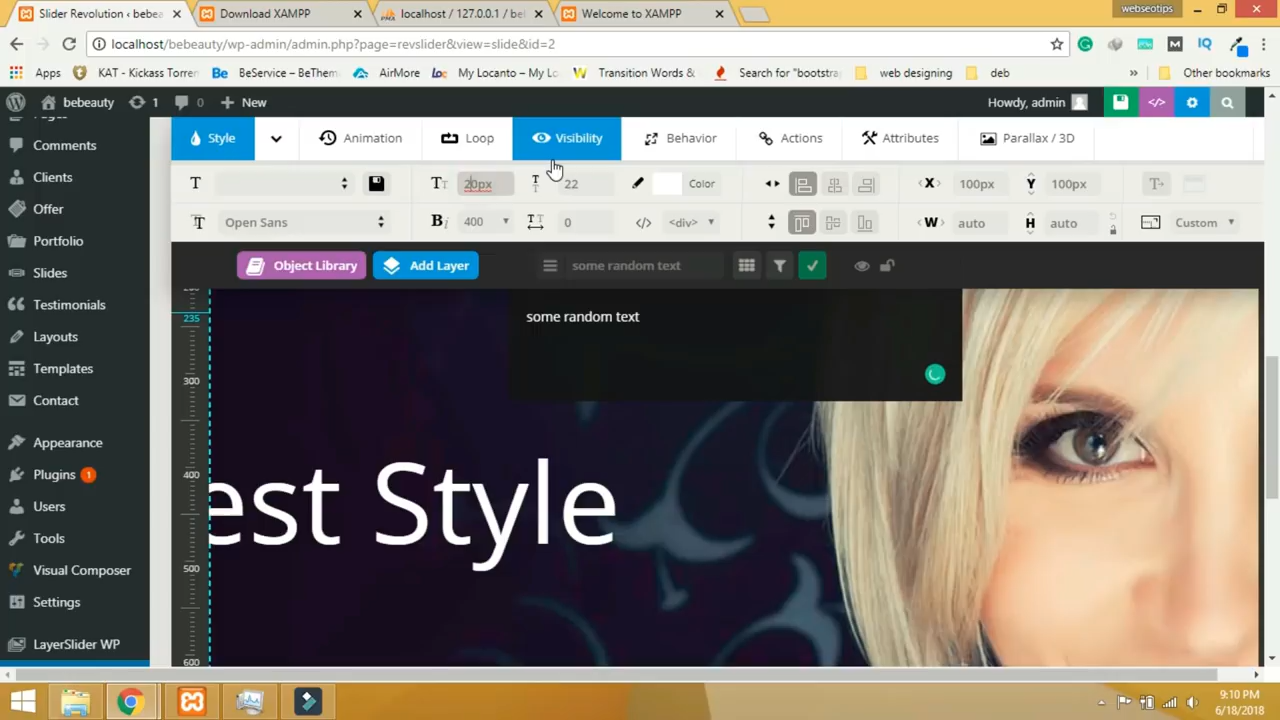 Slider Revolution ‹ bebea
Download XAMPP
localhost / 127.0.0.1 / bel
Welcome to XAMPP
webseotips
localhost/bebeauty/wp-admin/admin.php?page=revslider&view=slide&id=2
Apps
KAT - Kickass Torren
BeService – BeThem
AirMore
My Locanto – My Lo
Transition Words &
Search for "bootstra
web designing
deb
»
Other bookmarks
bebeauty
1
0
New
Howdy, admin
Comments
Clients
Offer
Portfolio
Slides
Testimonials
Layouts
Templates
Contact
Appearance
Plugins 1
Users
Tools
Visual Composer
Settings
LayerSlider WP
Style
Animation
Loop
Visibility
Behavior
Actions
Attributes
Parallax / 3D
20px
22
Color
100px
100px
Open Sans
400
0
<div>
auto
auto
Custom
Object Library
Add Layer
some random text
some random text
235
300
400
500
600
est Style
9:10 PM
6/18/2018